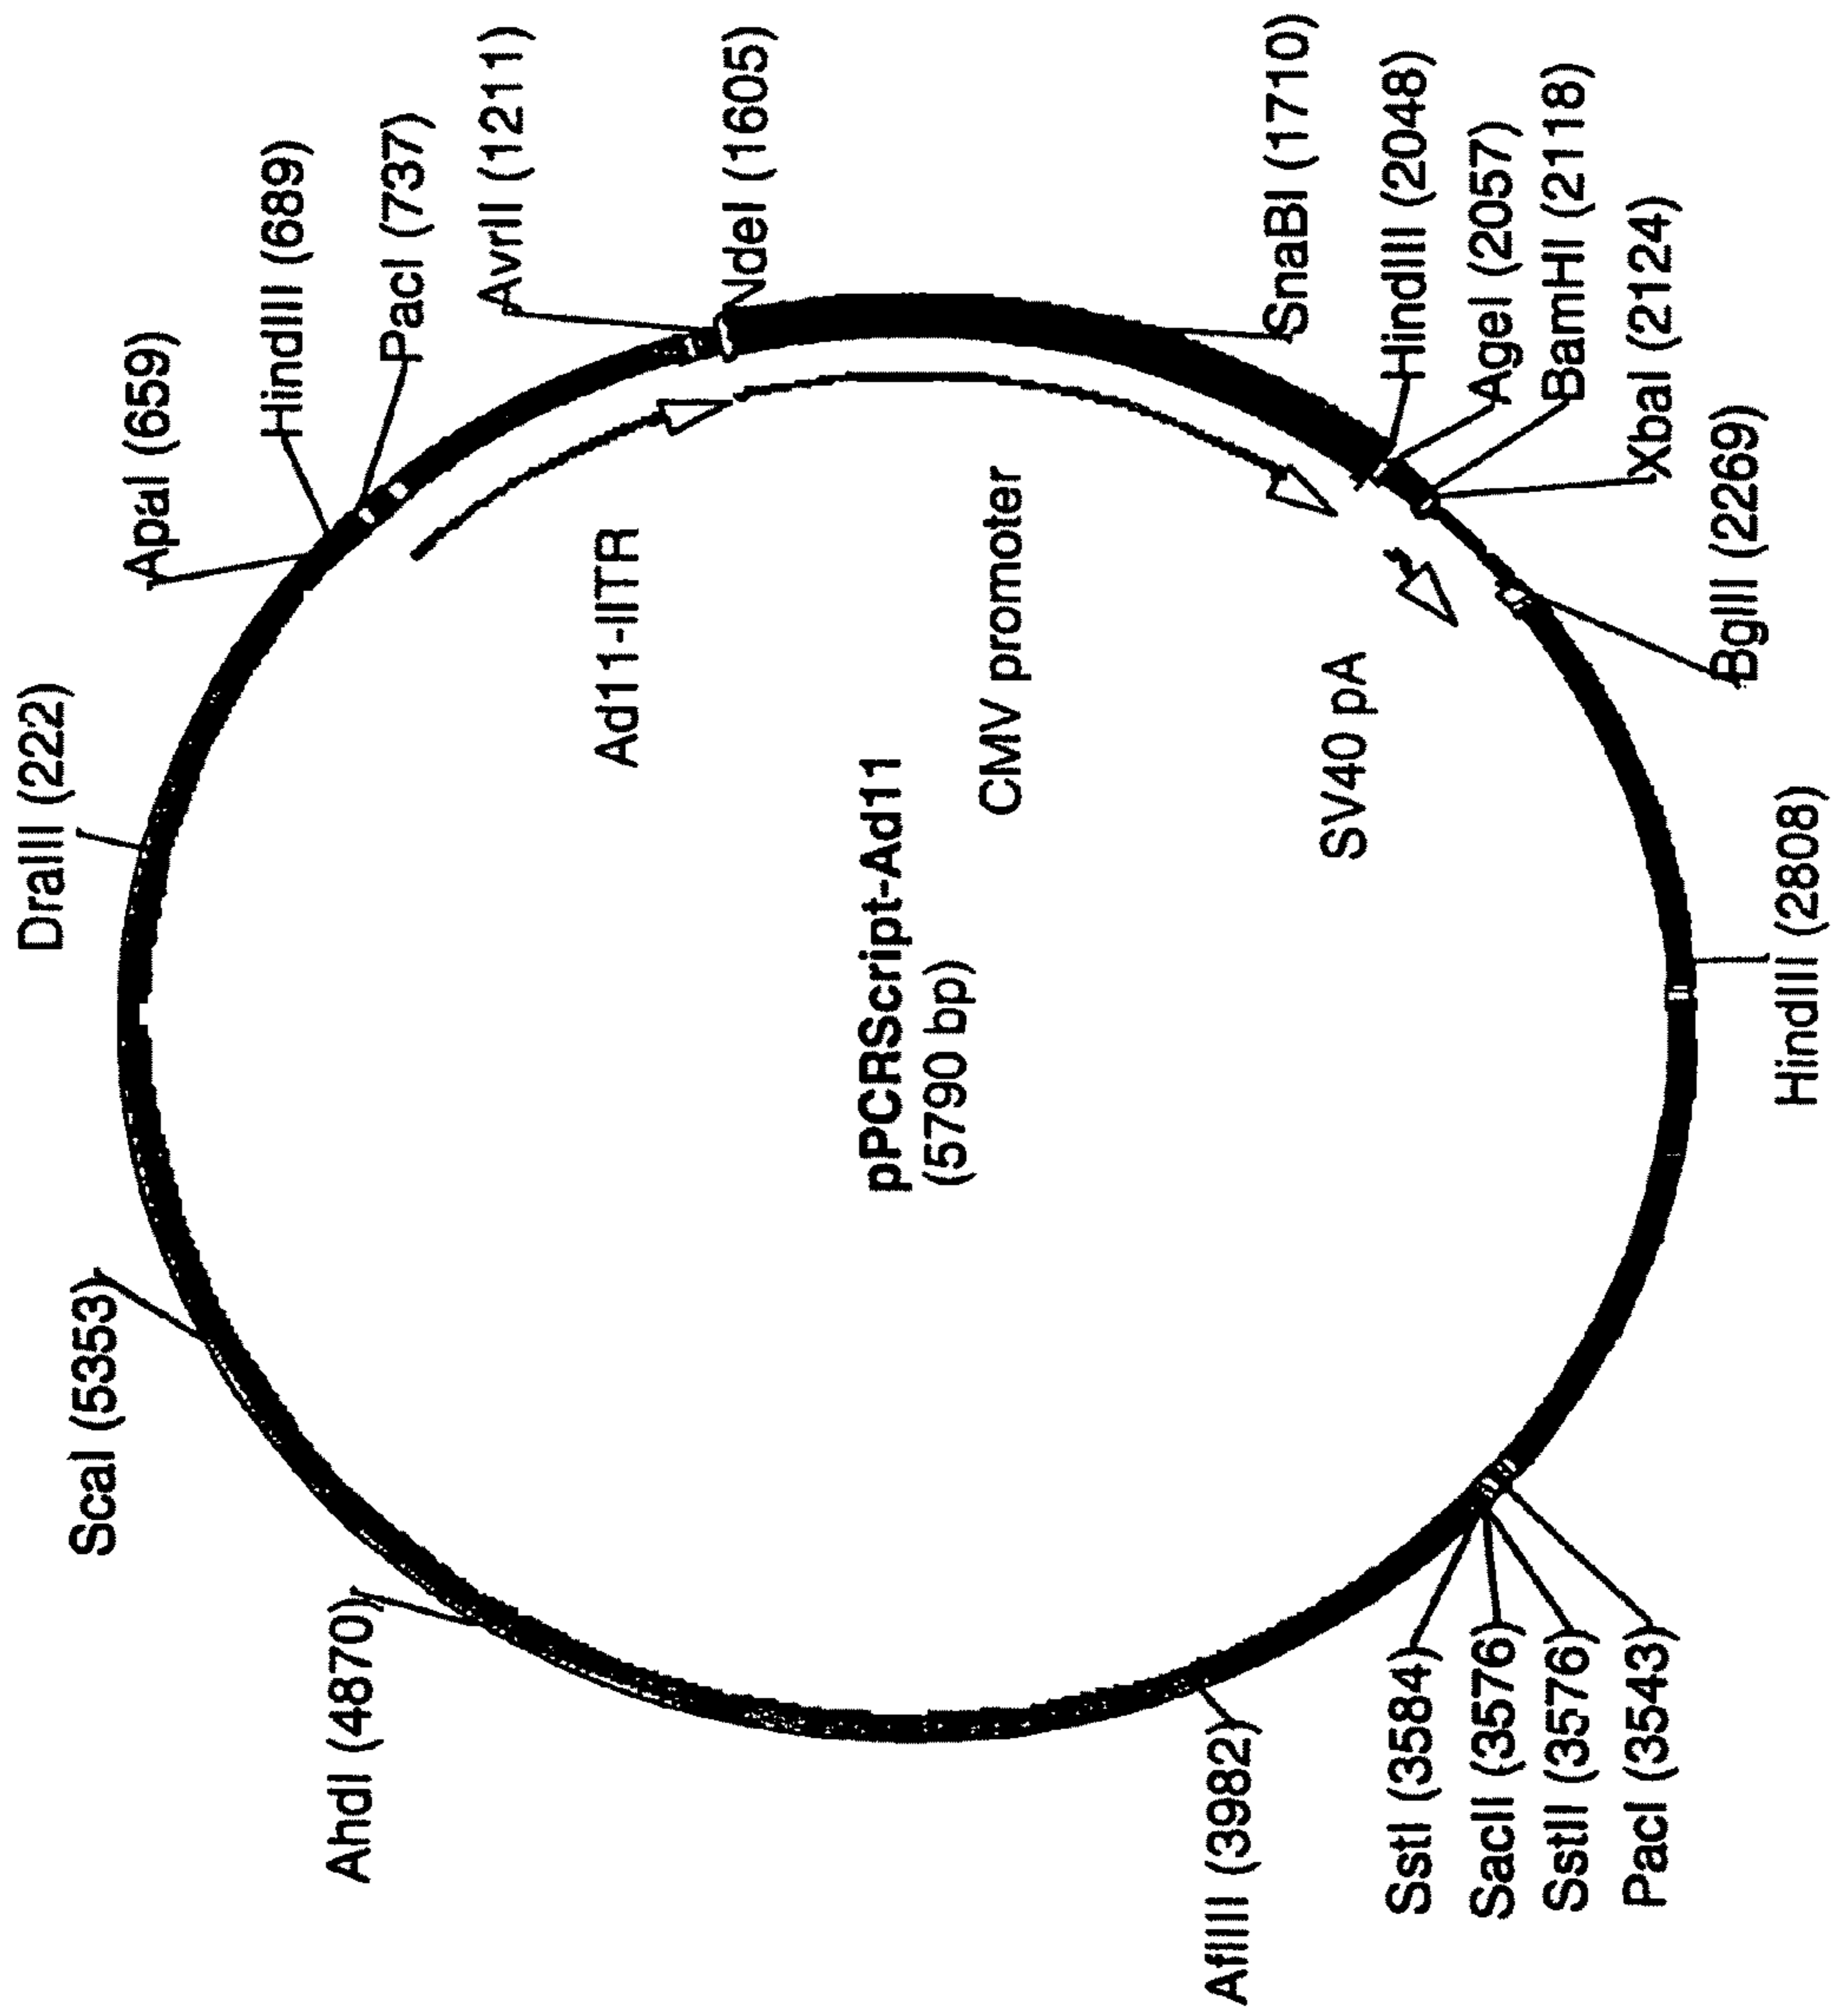 DraIII (222)
ScaI (5353)
ApaI (659)
HindIII (689)
AhdI (4870)
PacI (737)
AvrII (1211)
Ad11-lITR
NdeI (1605)
pPCRScript-Ad11
(5790 bp)
CMV promoter
AflIII (3982)
SnaBI (1710)
SV40 pA
HindIII (2048)
SstI (3584)
AgeI (2057)
SacII (3576)
BamHI (2118)
SstII (3576)
XbaI (2124)
PacI (3543)
BglII (2269)
HindIII (2808)